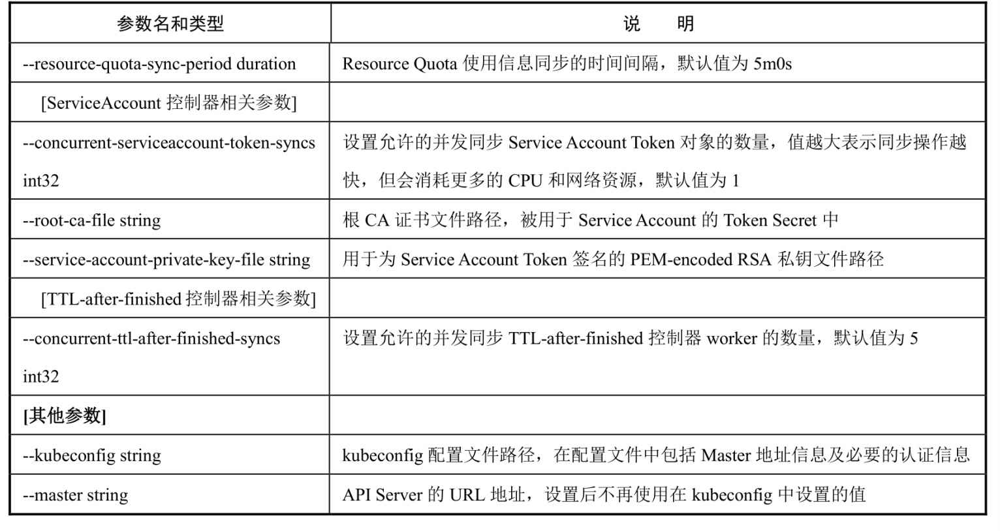 参数名和类型
说 明
--resource-quota-sync-period duration
Resource Quota 使用信息同步的时间间隔，默认值为 5m0s
[ServiceAccount 控制器相关参数]
--concurrent-serviceaccount-token-syncs
int32
设置允许的并发同步 Service Account Token 对象的数量，值越大表示同步操作越
快，但会消耗更多的 CPU 和网络资源，默认值为 1
--root-ca-file string
根 CA 证书文件路径，被用于 Service Account 的 Token Secret 中
--service-account-private-key-file string
用于为 Service Account Token 签名的 PEM-encoded RSA 私钥文件路径
[TTL-after-finished 控制器相关参数]
--concurrent-ttl-after-finished-syncs
int32
设置允许的并发同步 TTL-after-finished 控制器 worker 的数量，默认值为 5
[其他参数]
--kubeconfig string
kubeconfig 配置文件路径，在配置文件中包括 Master 地址信息及必要的认证信息
--master string
API Server 的 URL 地址，设置后不再使用在 kubeconfig 中设置的值